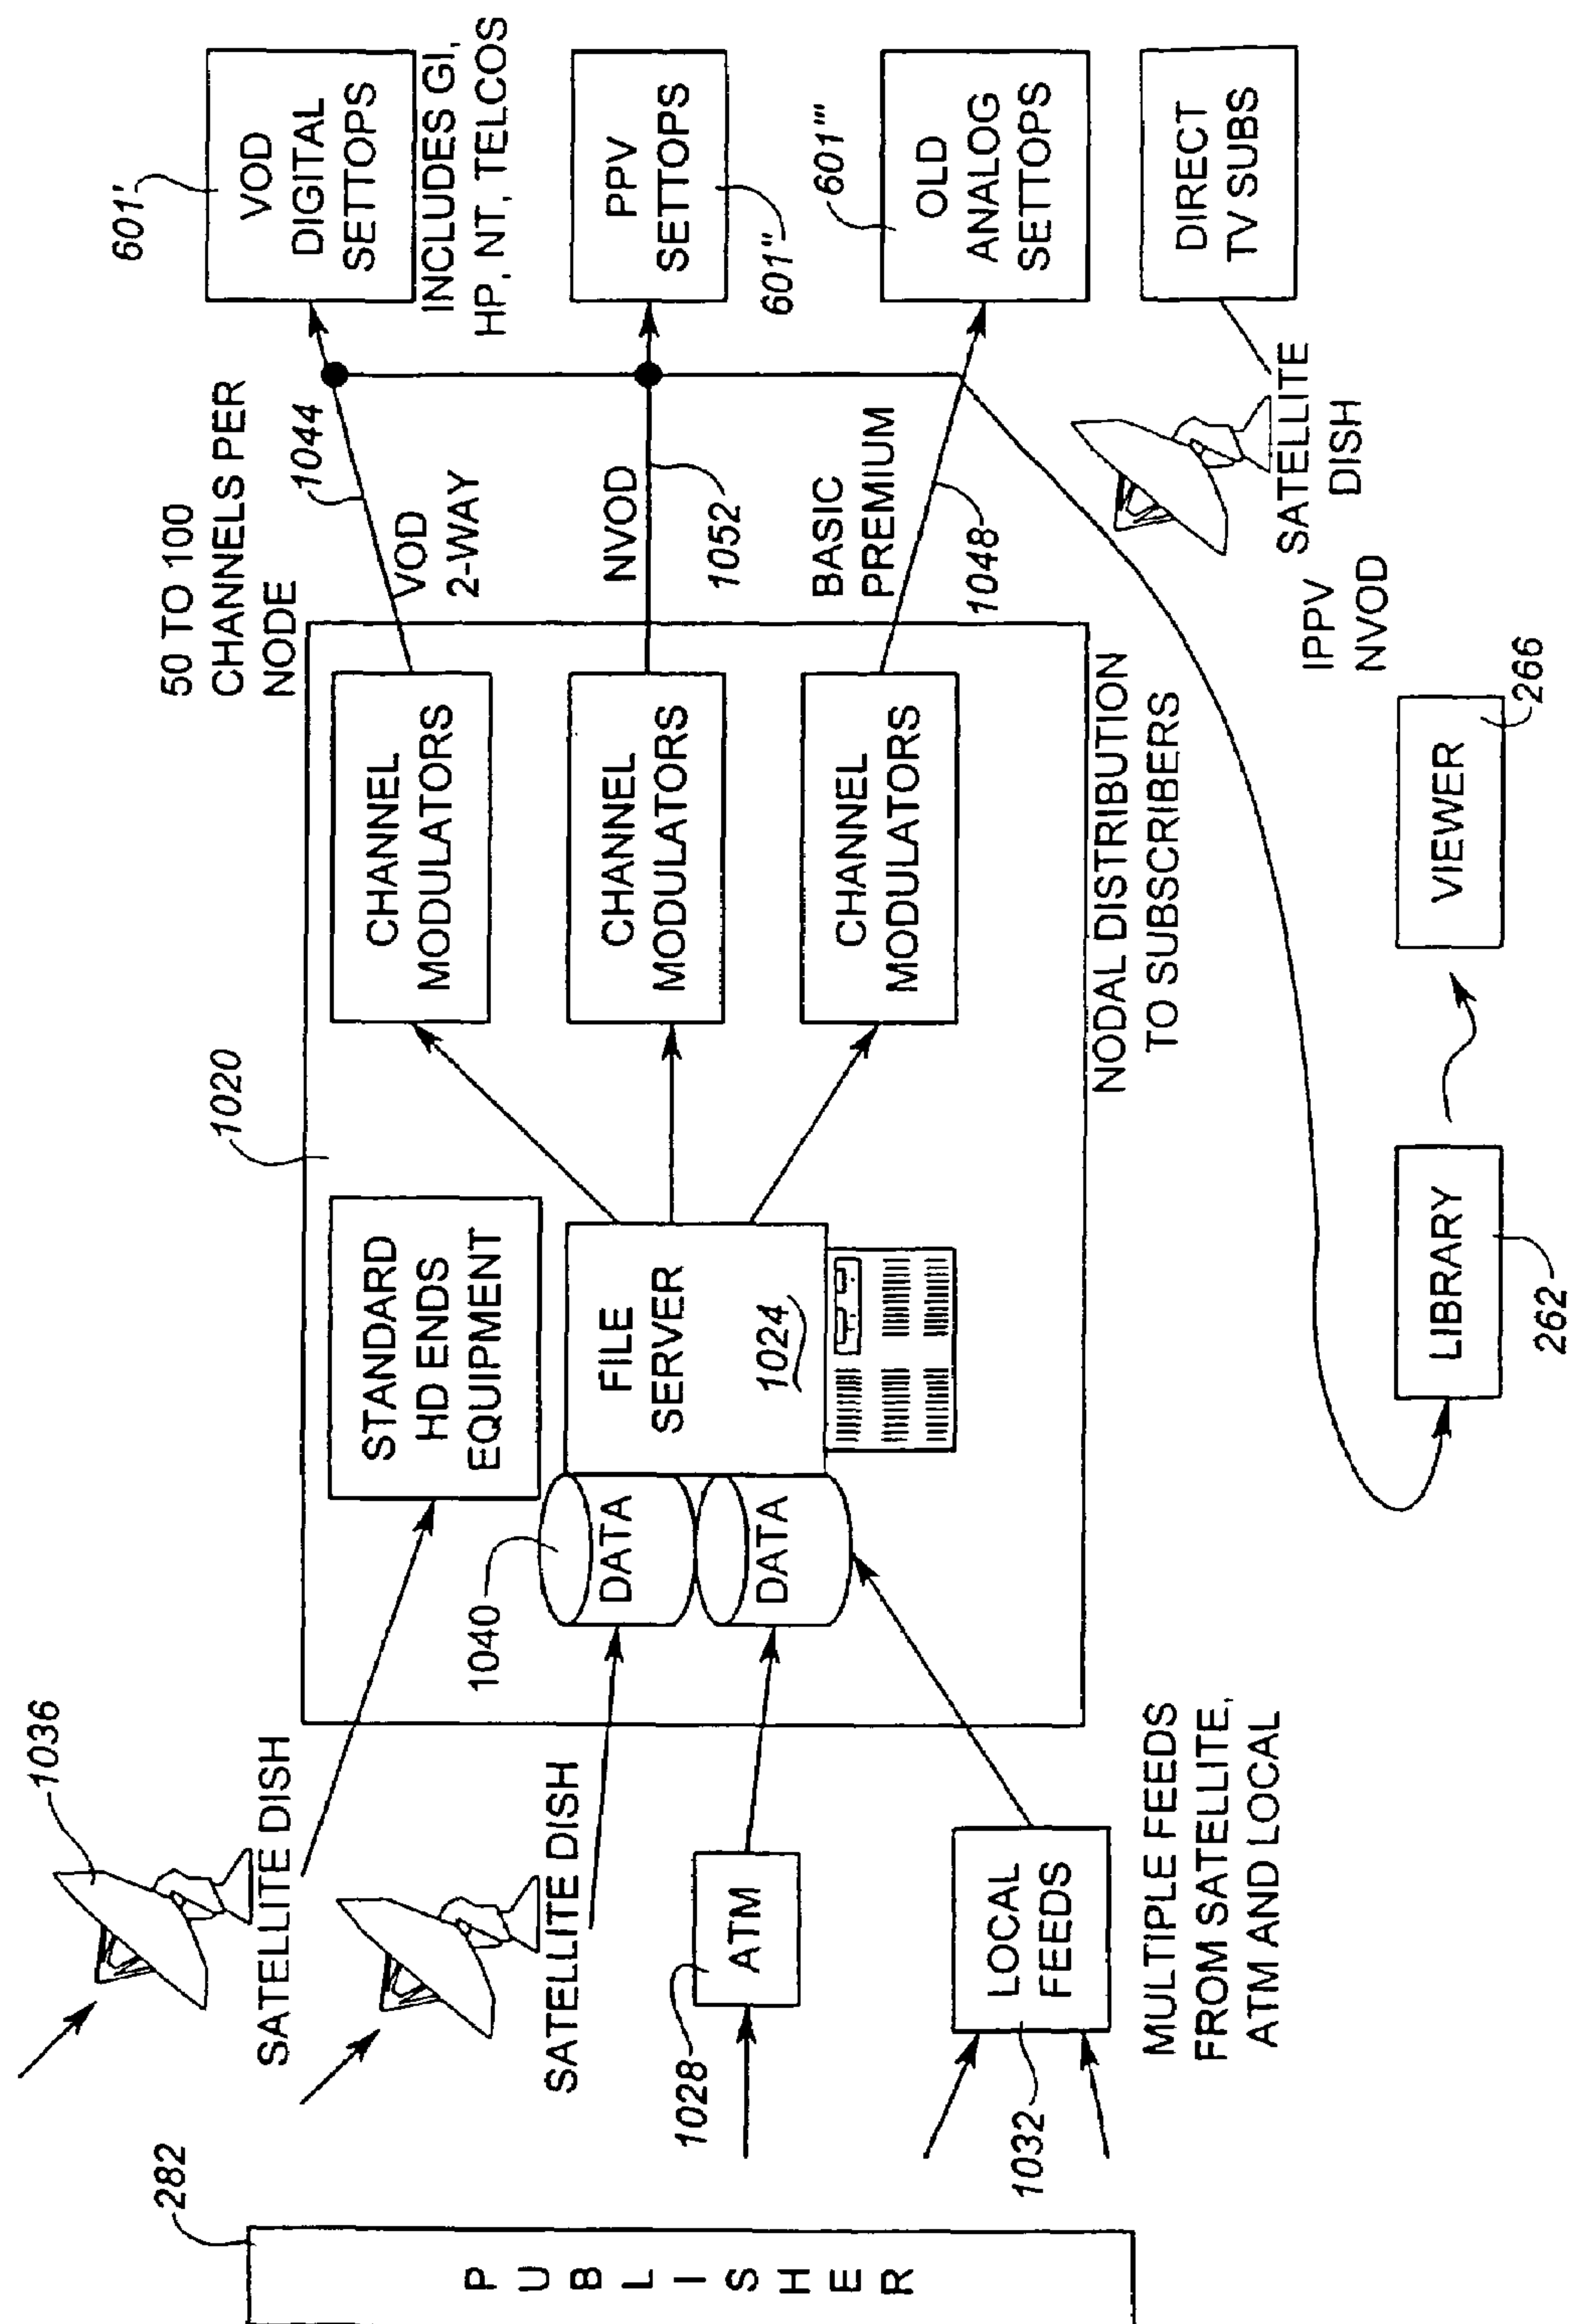 282
P
U
B
L
I
S
H
E
R
1036
SATELLITE DISH
SATELLITE DISH
1028
ATM
1032
LOCAL
FEEDS
MULTIPLE FEEDS
FROM SATELLITE,
ATM AND LOCAL
1020
STANDARD
HD ENDS
EQUIPMENT
1040
DATA
DATA
FILE
SERVER
1024
CHANNEL
MODULATORS
CHANNEL
MODULATORS
CHANNEL
MODULATORS
NODAL DISTRIBUTION
TO SUBSCRIBERS
50 TO 100
CHANNELS PER
NODE
1044
VOD
2-WAY
NVOD
1052
BASIC
PREMIUM
1048
601'
VOD
DIGITAL
SETTOPS
INCLUDES GI,
HP, NT, TELCOS
PPV
SETTOPS
601"
601'''
OLD
ANALOG
SETTOPS
DIRECT
TV SUBS
SATELLITE
DISH
IPPV
NVOD
LIBRARY
262
VIEWER
266